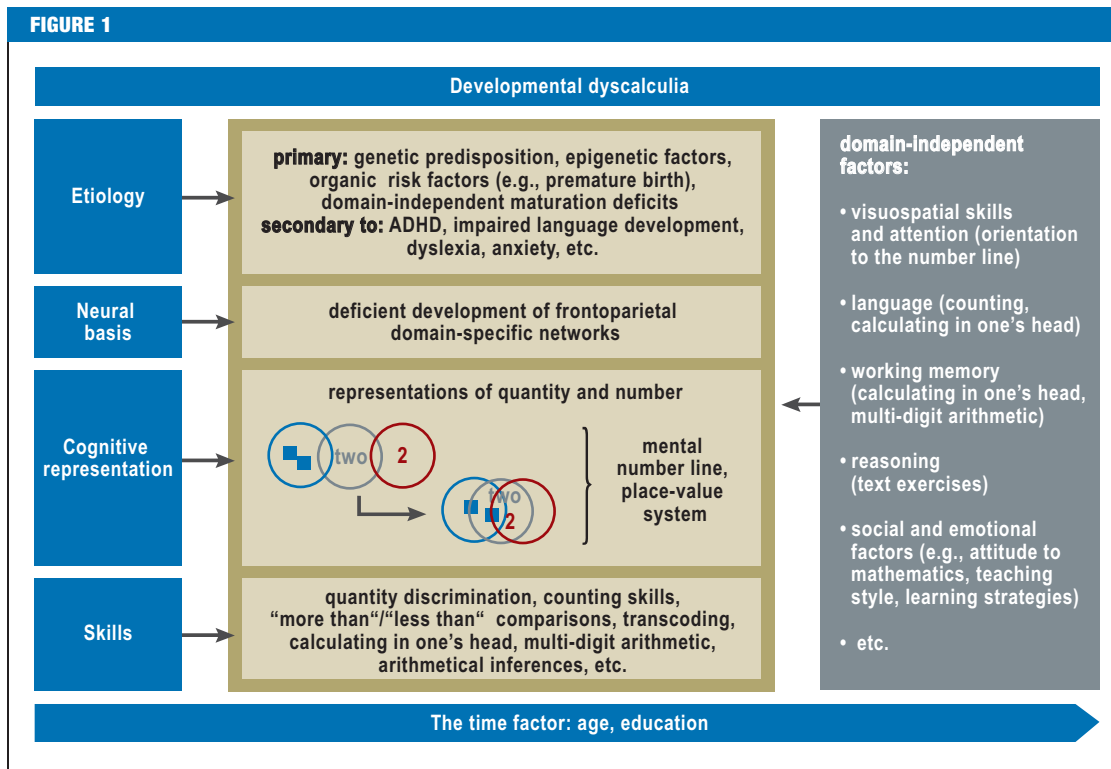 FIGURE 1
Developmental dyscalculia
Etiology
primary: genetic predisposition, epigenetic factors,
organic risk factors (e.g., premature birth),
domain-independent maturation deficits
secondary to: ADHD, impaired language development,
dyslexia, anxiety, etc.
Neural
basis
deficient development of frontoparietal
domain-specific networks
Cognitive
representation
representations of quantity and number
two
2
two
2
mental
number line,
place-value
system
Skills
quantity discrimination, counting skills,
“more than“/“less than“ comparisons, transcoding,
calculating in one’s head, multi-digit arithmetic,
arithmetical inferences, etc.
domain-independent
factors:
• visuospatial skills
and attention (orientation
to the number line)
• language (counting,
calculating in one’s head)
• working memory
(calculating in one’s head,
multi-digit arithmetic)
• reasoning
(text exercises)
• social and emotional
factors (e.g., attitude to
mathematics, teaching
style, learning strategies)
• etc.
The time factor: age, education